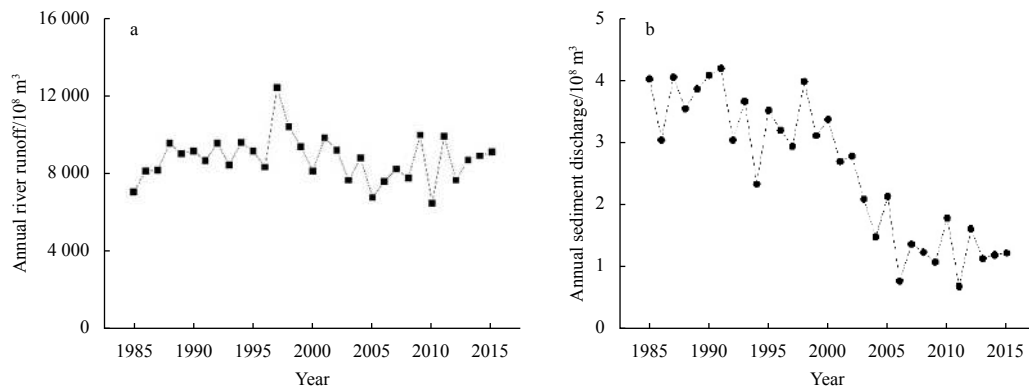 a
Annual river runoff/10⁸ m³
16 000
12 000
8 000
4 000
0
1985 1990 1995 2000 2005 2010 2015
Year
b
Annual sediment discharge/10⁸ m³
5
4
3
2
1
0
1985 1990 1995 2000 2005 2010 2015
Year